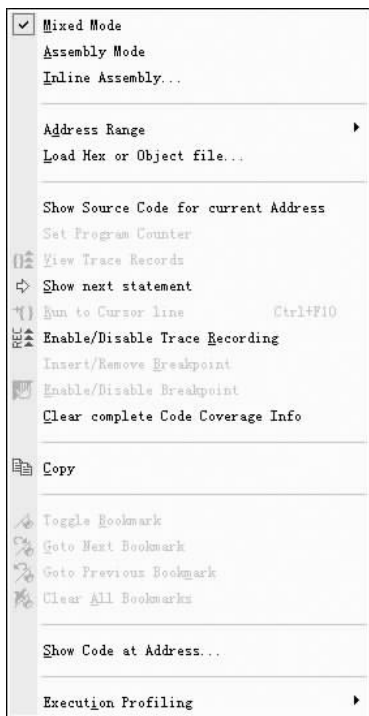 Mixed Mode
Assembly Mode
Inline Assembly...
Address Range
Load Hex or Object file...
Show Source Code for current Address
Set Program Counter
View Trace Records
Show next statement
Run to Cursor line Ctrl+F10
Enable/Disable Trace Recording
Insert/Remove Breakpoint
Enable/Disable Breakpoint
Clear complete Code Coverage Info
Copy
Toggle Bookmark
Goto Next Bookmark
Goto Previous Bookmark
Clear All Bookmarks
Show Code at Address...
Execution Profiling